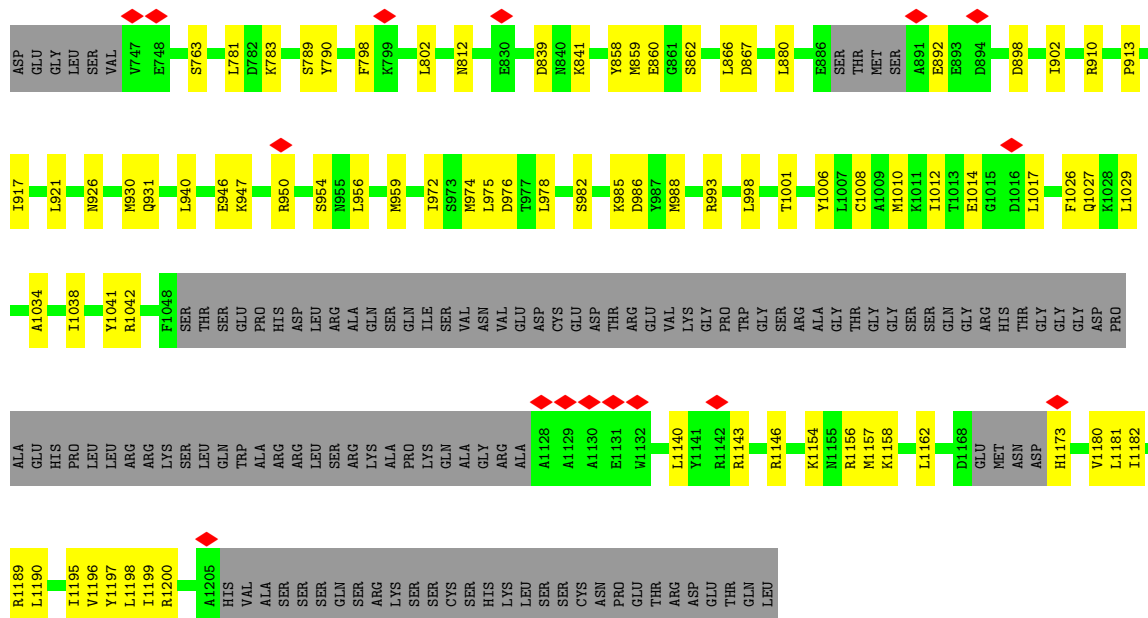 ASP GLU GLY LEU SER VAL V747 E748 S763 L781 D782 K783 S789 Y790 F798 K799 L802 N812 E830 D839 N840 K841 Y858 M859 E860 G861 S862 L866 D867 L880 E886 SER THR MET SER A891 E892 E893 D894 D898 I902 R910 P913
I917 L921 N926 M930 Q931 L940 E946 K947 R950 S954 N955 L956 M959 I972 S973 M974 L975 D976 T977 L978 S982 K985 D986 Y987 M988 R993 L998 T1001 Y1006 L1007 C1008 A1009 M1010 K1011 I1012 T1013 E1014 G1015 D1016 L1017 F1026 Q1027 K1028 L1029
A1034 I1038 Y1041 R1042 F1048 SER THR SER GLU PRO HIS ASP LEU ARG ALA GLN SER GLN ILE SER VAL ASN VAL GLU ASP CYS GLU ASP THR ARG GLU VAL LYS GLY PRO TRP GLY SER ARG ALA GLY THR GLY GLY SER SER GLN GLY ARG HIS THR GLY GLY GLY ASP PRO
ALA GLU HIS PRO LEU LEU ARG ARG LYS SER LEU GLN TRP ALA ARG ARG LEU SER ARG LYS ALA PRO LYS GLN ALA GLY ARG ALA A1128 A1129 A1130 E1131 W1132 L1140 Y1141 R1142 R1143 R1146 K1154 N1155 R1156 M1157 K1158 L1162 D1168 GLU MET ASN ASP H1173 V1180 L1181 I1182
R1189 L1190 I1195 V1196 Y1197 L1198 I1199 R1200 A1205 HIS VAL ALA SER SER SER GLN SER ARG LYS SER SER CYS SER HIS LYS LEU SER SER CYS ASN PRO GLU THR ARG ASP GLU THR GLN LEU